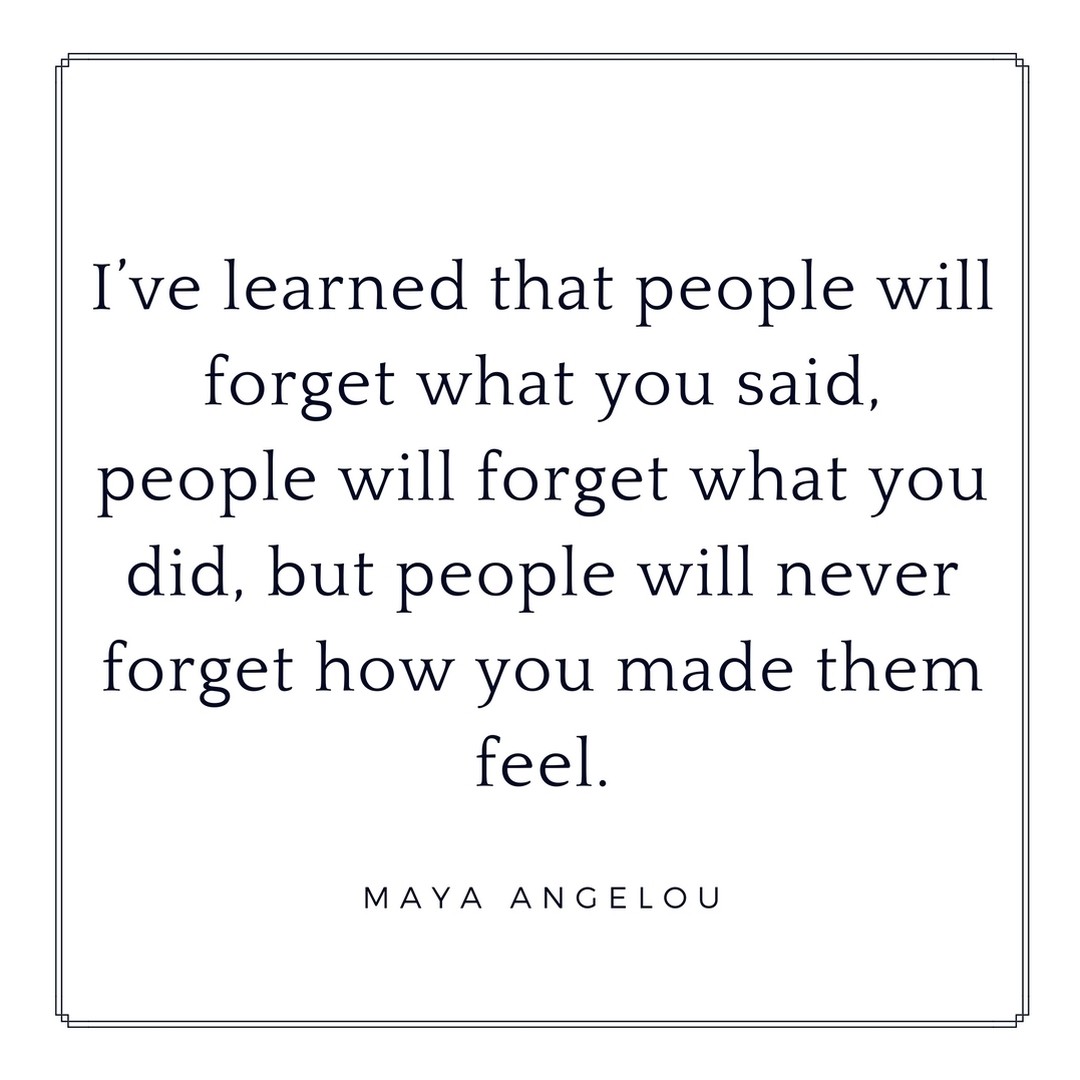 I’ve learned that people will
forget what you said,
people will forget what you
did, but people will never
forget how you made them
feel.
MAYA ANGELOU